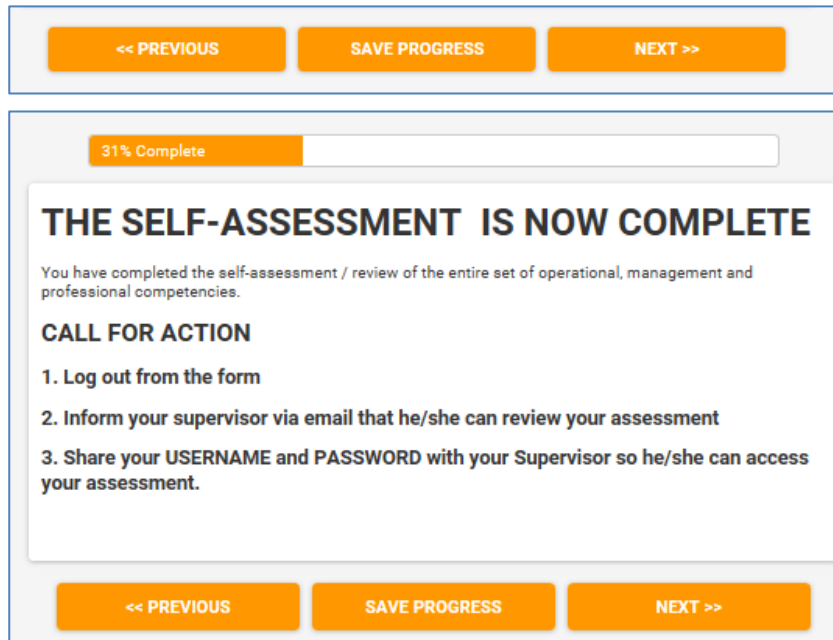 << PREVIOUS
SAVE PROGRESS
NEXT >>
31% Complete
THE SELF-ASSESSMENT IS NOW COMPLETE
You have completed the self-assessment / review of the entire set of operational, management and
professional competencies.
CALL FOR ACTION
1. Log out from the form
2. Inform your supervisor via email that he/she can review your assessment
3. Share your USERNAME and PASSWORD with your Supervisor so he/she can access
your assessment.
<< PREVIOUS
SAVE PROGRESS
NEXT >>